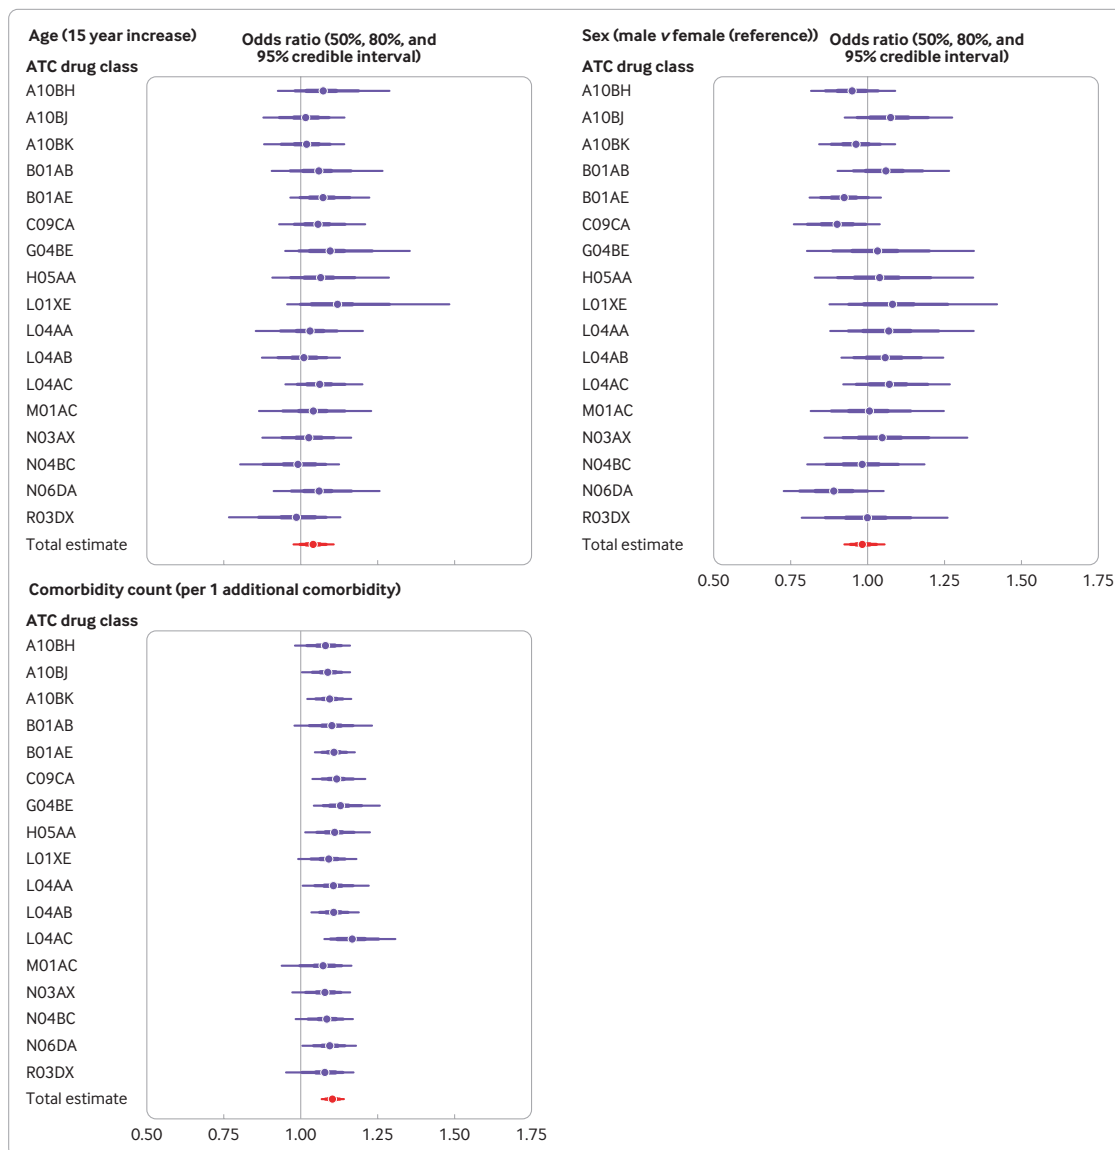 Age (15 year increase)
Odds ratio (50%, 80%, and
95% credible interval)
ATC drug class
A10BH
A10BJ
A10BK
B01AB
B01AE
C09CA
G04BE
H05AA
L01XE
L04AA
L04AB
L04AC
M01AC
N03AX
N04BC
N06DA
R03DX
Total estimate
Sex (male v female (reference))
Odds ratio (50%, 80%, and
95% credible interval)
ATC drug class
A10BH
A10BJ
A10BK
B01AB
B01AE
C09CA
G04BE
H05AA
L01XE
L04AA
L04AB
L04AC
M01AC
N03AX
N04BC
N06DA
R03DX
Total estimate
0.50 0.75 1.00 1.25 1.50 1.75
Comorbidity count (per 1 additional comorbidity)
ATC drug class
A10BH
A10BJ
A10BK
B01AB
B01AE
C09CA
G04BE
H05AA
L01XE
L04AA
L04AB
L04AC
M01AC
N03AX
N04BC
N06DA
R03DX
Total estimate
0.50 0.75 1.00 1.25 1.50 1.75